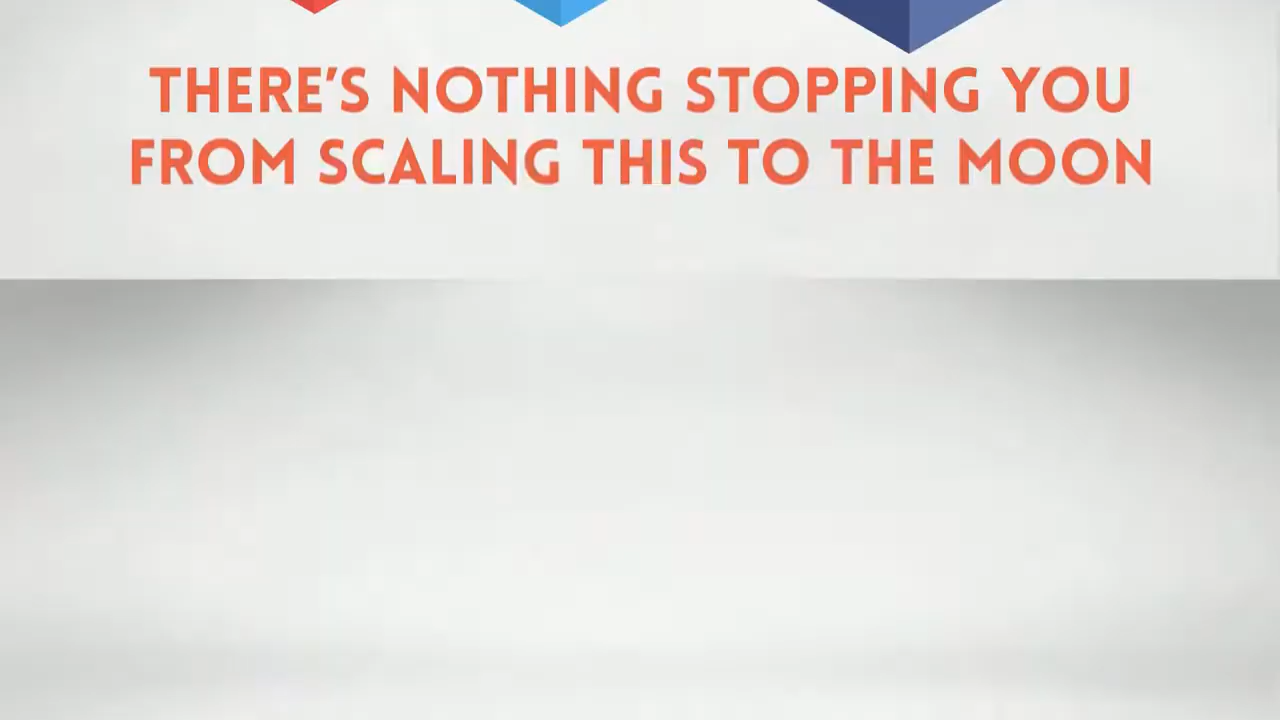 THERE’S NOTHING STOPPING YOU
FROM SCALING THIS TO THE MOON